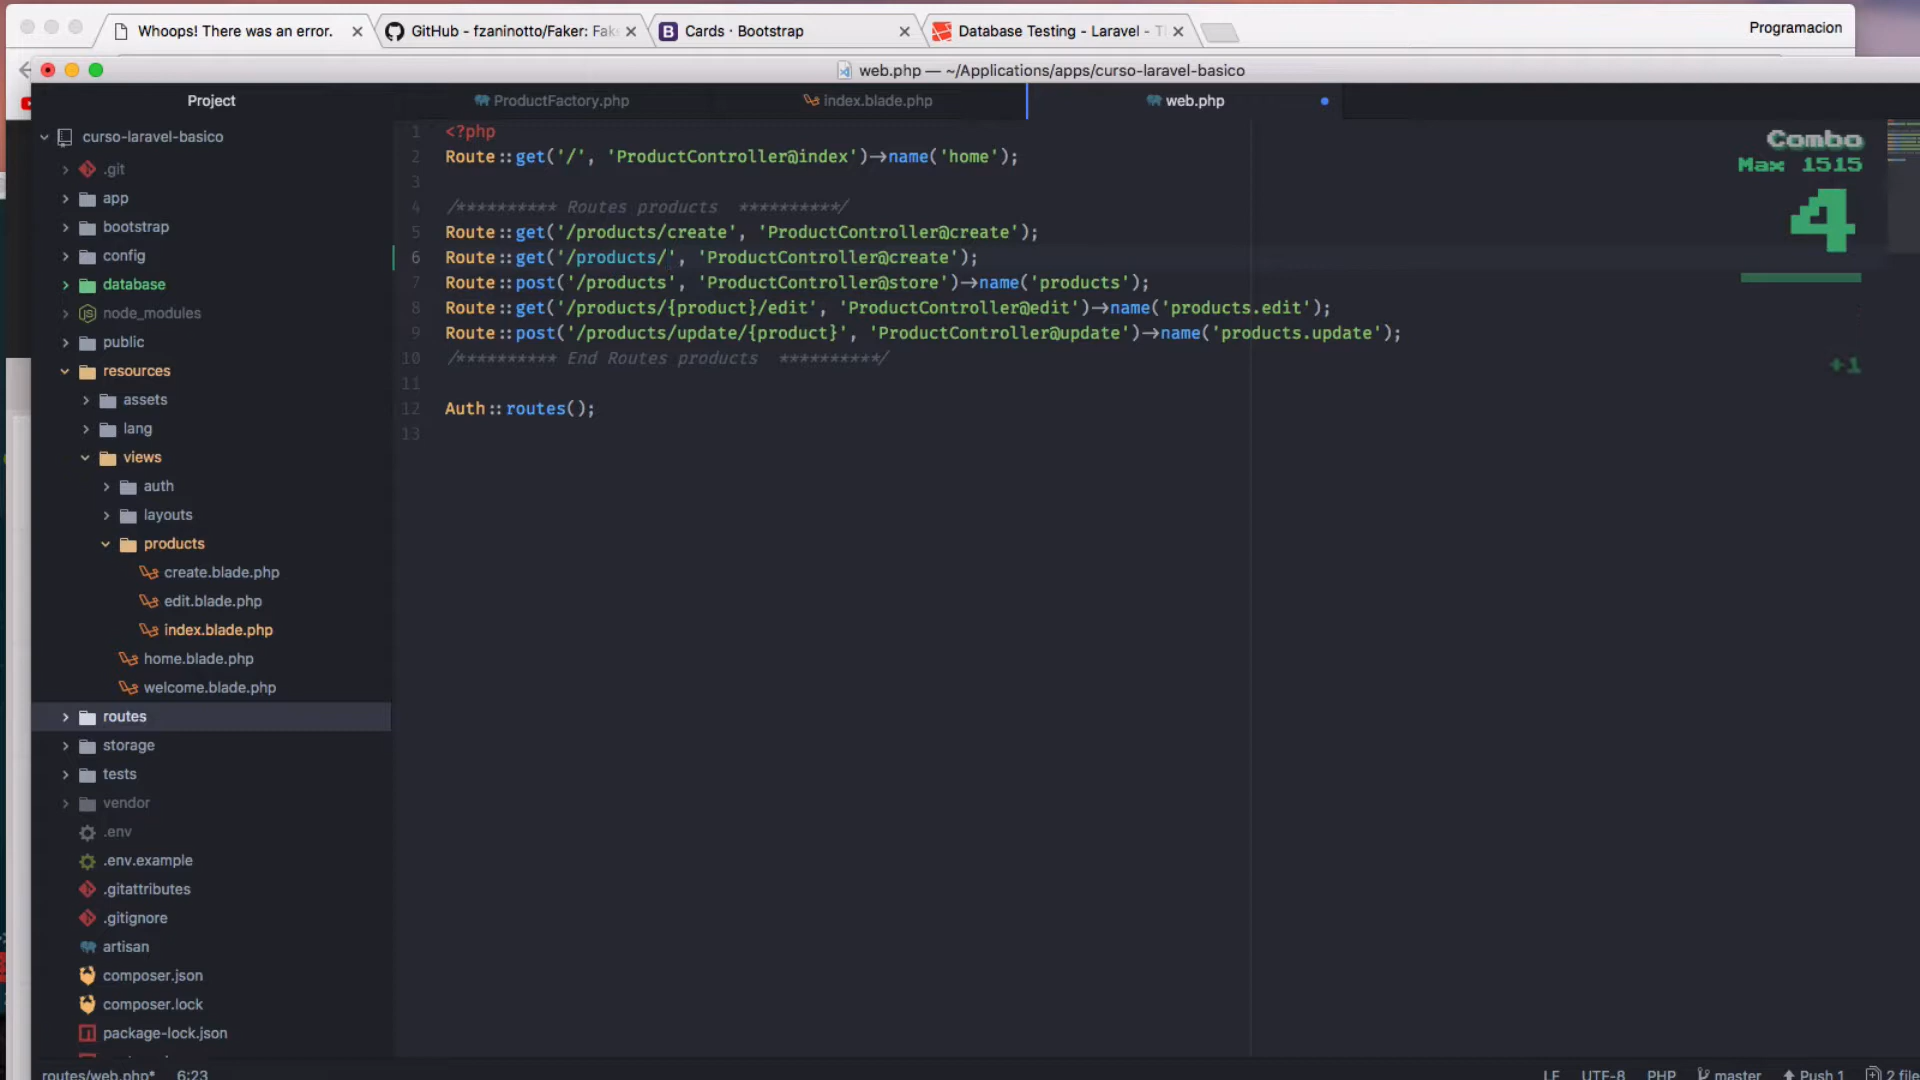 Whoops! There was an error.
GitHub - fzaninotto/Faker: Fak
Cards · Bootstrap
Database Testing - Laravel - T
Programacion
web.php — ~/Applications/apps/curso-laravel-basico
Project
ProductFactory.php
index.blade.php
web.php
curso-laravel-basico
.git
app
bootstrap
config
database
node_modules
public
resources
assets
lang
views
auth
layouts
products
create.blade.php
edit.blade.php
index.blade.php
home.blade.php
welcome.blade.php
routes
storage
tests
vendor
.env
.env.example
.gitattributes
.gitignore
artisan
composer.json
composer.lock
package-lock.json
1 <?php
2 Route::get('/', 'ProductController@index')->name('home');
3
4 /********** Routes products **********/
5 Route::get('/products/create', 'ProductController@create');
6 Route::get('/products/', 'ProductController@create');
7 Route::post('/products', 'ProductController@store')->name('products');
8 Route::get('/products/{product}/edit', 'ProductController@edit')->name('products.edit');
9 Route::post('/products/update/{product}', 'ProductController@update')->name('products.update');
10 /********** End Routes products **********/
11
12 Auth::routes();
13
Combo
Max 1515
4
+1
routes/web.php* 6:23
LF UTF-8 PHP master Push 1 2 file